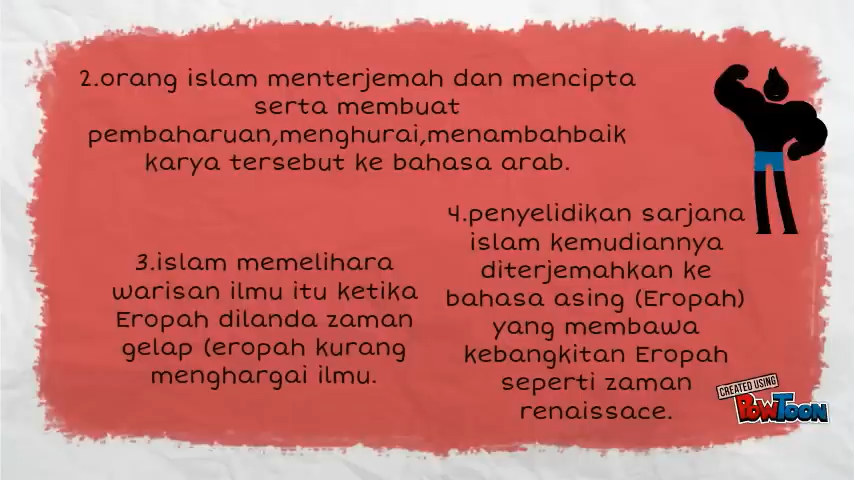 2.orang islam menterjemah dan mencipta
serta membuat
pembaharuan,menghurai,menambahbaik
karya tersebut ke bahasa arab.
3.islam memelihara
warisan ilmu itu ketika
Eropah dilanda zaman
gelap (eropah kurang
menghargai ilmu.
4.penyelidikan sarjana
islam kemudiannya
diterjemahkan ke
bahasa asing (Eropah)
yang membawa
kebangkitan Eropah
seperti zaman
renaissace.
CREATED USING
POWTOON